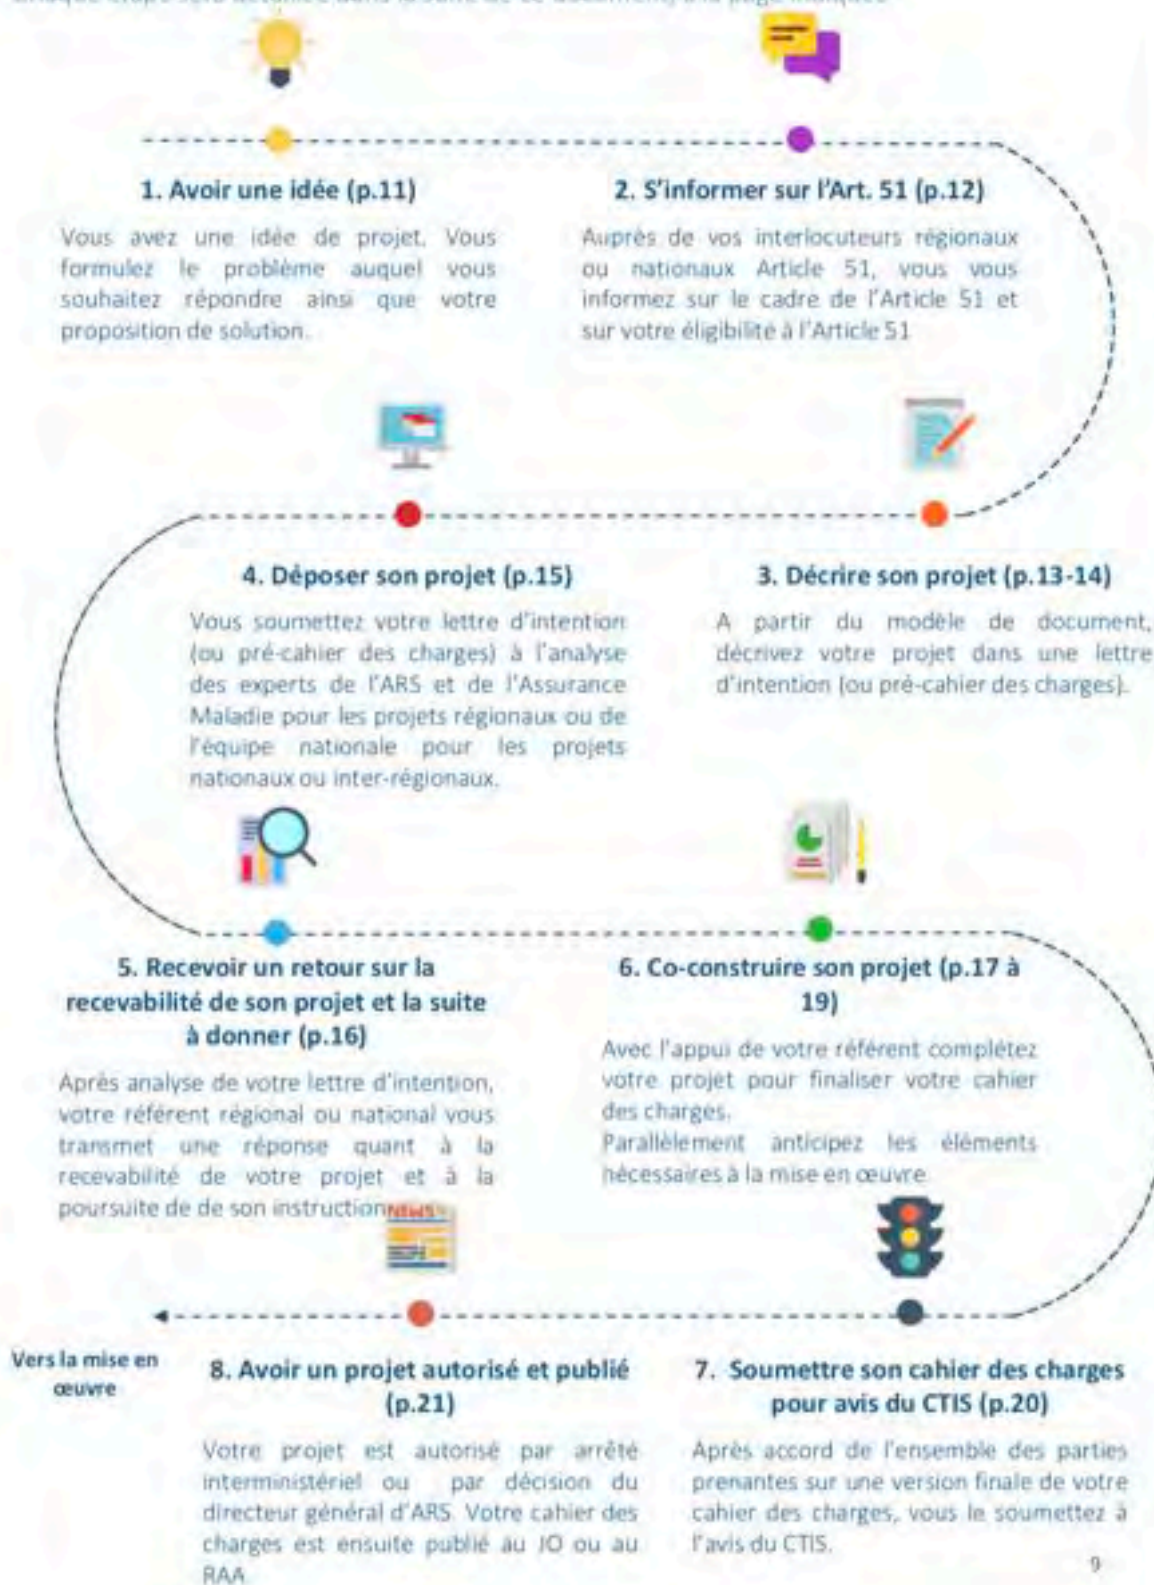 1. Avoir une idée (p.11)
Vous avez une idée de projet. Vous
formulez le problème auquel vous
souhaitez répondre ainsi que votre
proposition de solution.
2. S'informer sur l'Art. 51 (p.12)
Auprès de vos interlocuteurs régionaux
ou nationaux Article 51, vous vous
informez sur le cadre de l'Article 51 et
sur votre éligibilité à l'Article 51
3. Décrire son projet (p.13-14)
A partir du modèle de document,
décrivez votre projet dans une lettre
d'intention (ou pré-cahier des charges).
4. Déposer son projet (p.15)
Vous soumettez votre lettre d'intention
(ou pré-cahier des charges) à l'analyse
des experts de l'ARS et de l'Assurance
Maladie pour les projets régionaux ou de
l'équipe nationale pour les projets
nationaux ou inter-régionaux.
5. Recevoir un retour sur la
recevabilité de son projet et la suite
à donner (p.16)
Après analyse de votre lettre d'intention,
votre référent régional ou national vous
transmet une réponse quant à la
recevabilité de votre projet et à la
poursuite de de son instruction
NEWS
6. Co-construire son projet (p.17 à
19)
Avec l'appui de votre référent complétez
votre projet pour finaliser votre cahier
des charges.
Parallèlement anticipez les éléments
nécessaires à la mise en œuvre
7. Soumettre son cahier des charges
pour avis du CTIS (p.20)
Après accord de l'ensemble des parties
prenantes sur une version finale de votre
cahier des charges, vous le soumettez à
l'avis du CTIS.
8. Avoir un projet autorisé et publié
(p.21)
Votre projet est autorisé par arrêté
interministériel ou par décision du
directeur général d'ARS. Votre cahier des
charges est ensuite publié au JO ou au
RAA
Vers la mise en
œuvre
9